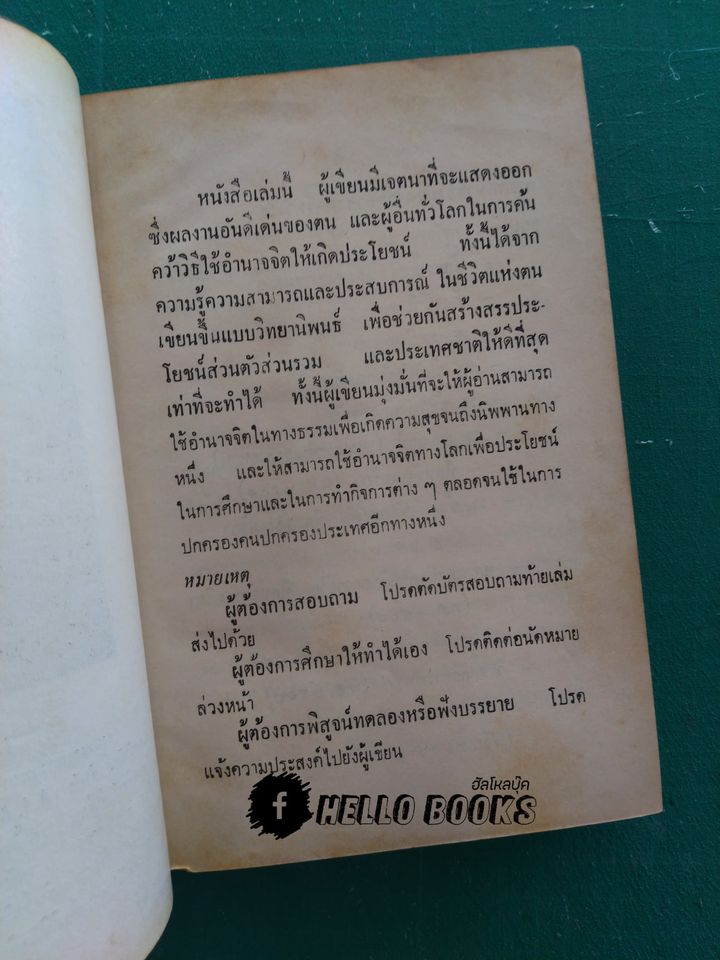 หนังสือเล่มนี้ ผู้เขียนมีเจตนาที่จะแสดงออก
ซึ่งผลงานอันดีเด่นของตน และผู้อื่นทั่วโลกในการค้น
คว้าวิธีใช้อำนาจจิตให้เกิดประโยชน์ ทั้งนี้ได้จาก
ความรู้ความสามารถและประสบการณ์ ในชีวิตแห่งตน
เขียนขึ้นแบบวิทยานิพนธ์ เพื่อช่วยกันสร้างสรรประ-
โยชน์ส่วนตัวส่วนรวม และประเทศชาติให้ดีที่สุด
เท่าที่จะทำได้ ทั้งนี้ผู้เขียนมุ่งมั่นที่จะให้ผู้อ่านสามารถ
ใช้อำนาจจิตในทางธรรมเพื่อเกิดความสุขจนถึงนิพพานทาง
หนึ่ง และให้สามารถใช้อำนาจจิตทางโลกเพื่อประโยชน์
ในการศึกษาและในการทำกิจการต่าง ๆ ตลอดจนใช้ในการ
ปกครองคนปกครองประเทศอีกทางหนึ่ง
หมายเหตุ
ผู้ต้องการสอบถาม โปรดตัดบัตรสอบถามท้ายเล่ม
ส่งไปด้วย
ผู้ต้องการศึกษาให้ทำได้เอง โปรดติดต่อนัดหมาย
ล่วงหน้า
ผู้ต้องการพิสูจน์ทดลองหรือฟังบรรยาย โปรด
แจ้งความประสงค์ไปยังผู้เขียน
ฮัลโหลบุ๊ค
f HELLO BOOKS